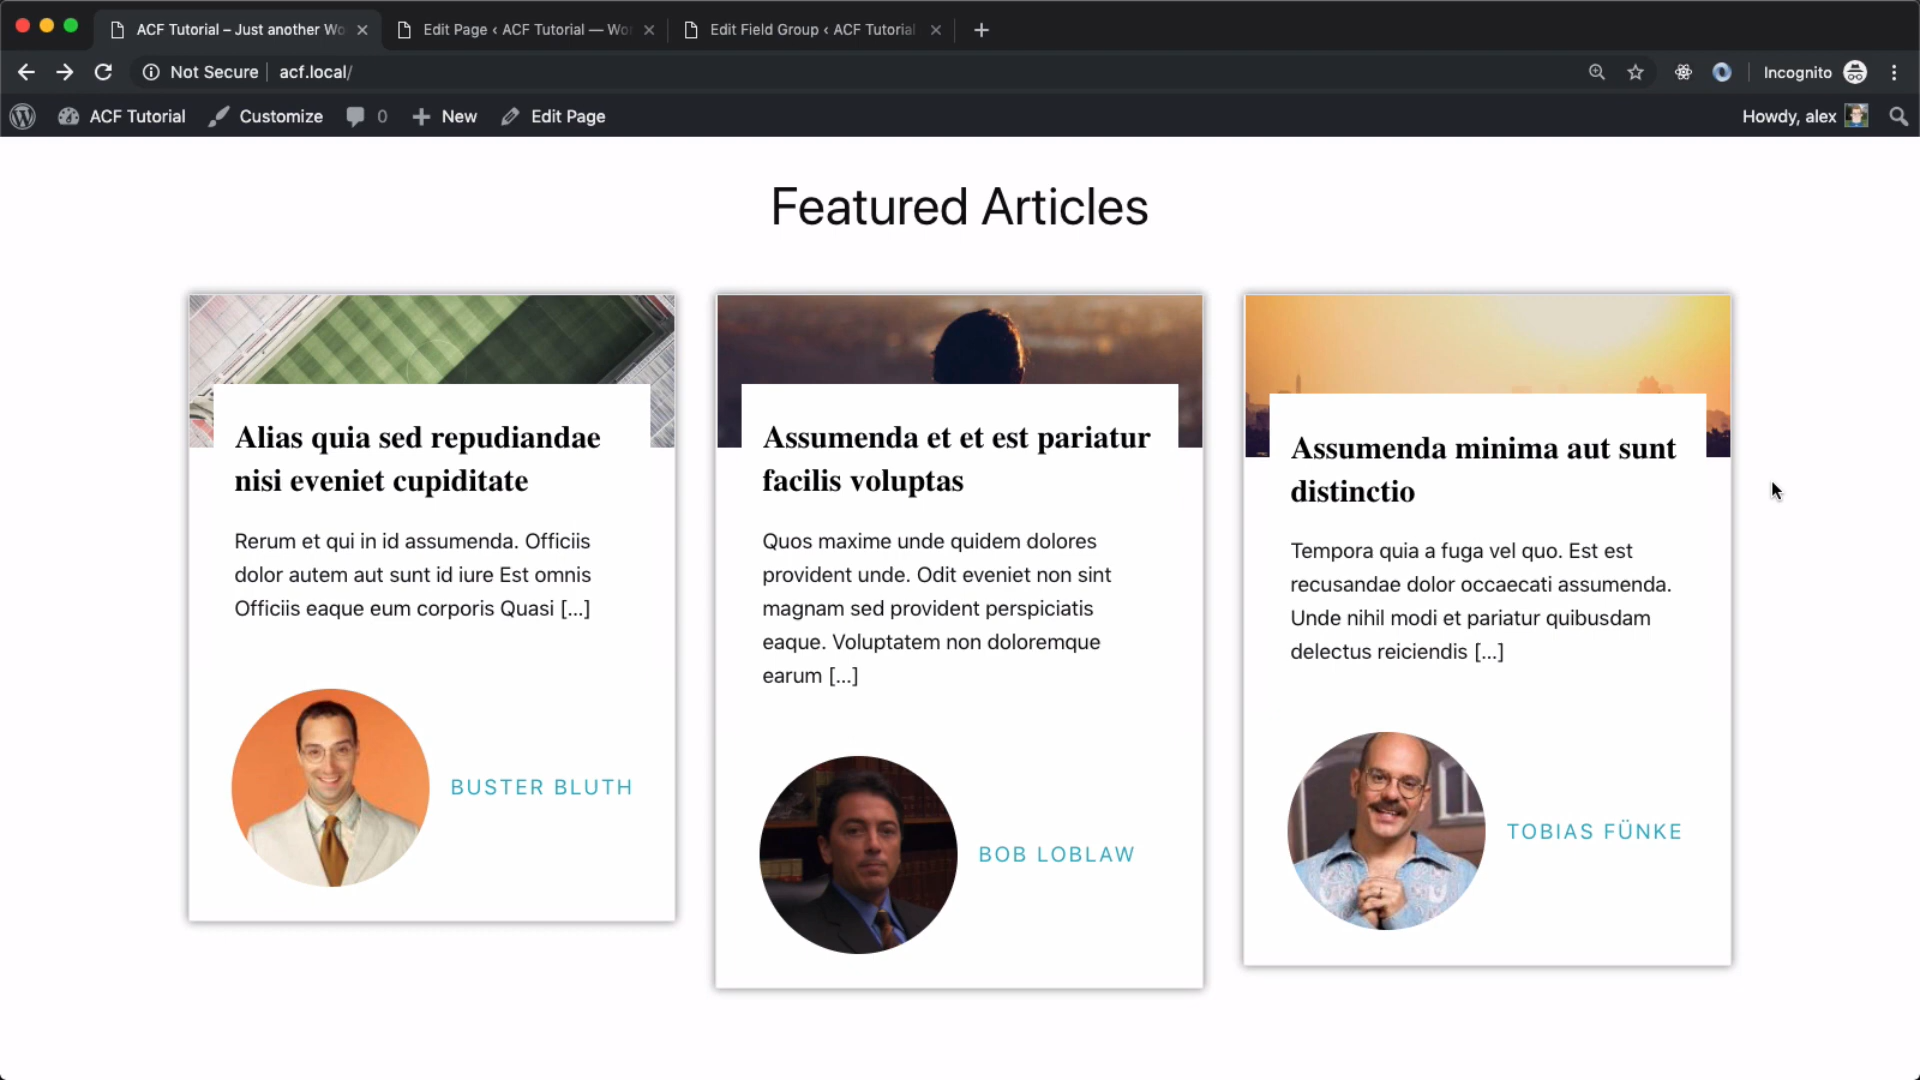 ACF Tutorial – Just another Wo
Edit Page ‹ ACF Tutorial — Wor
Edit Field Group ‹ ACF Tutorial
Not Secure
acf.local/
Incognito
ACF Tutorial
Customize
0
New
Edit Page
Howdy, alex
Featured Articles
Alias quia sed repudiandae
nisi eveniet cupiditate
Rerum et qui in id assumenda. Officiis
dolor autem aut sunt id iure Est omnis
Officiis eaque eum corporis Quasi [...]
BUSTER BLUTH
Assumenda et et est pariatur
facilis voluptas
Quos maxime unde quidem dolores
provident unde. Odit eveniet non sint
magnam sed provident perspiciatis
eaque. Voluptatem non doloremque
earum [...]
BOB LOBLAW
Assumenda minima aut sunt
distinctio
Tempora quia a fuga vel quo. Est est
recusandae dolor occaecati assumenda.
Unde nihil modi et pariatur quibusdam
delectus reiciendis [...]
TOBIAS FÜNKE